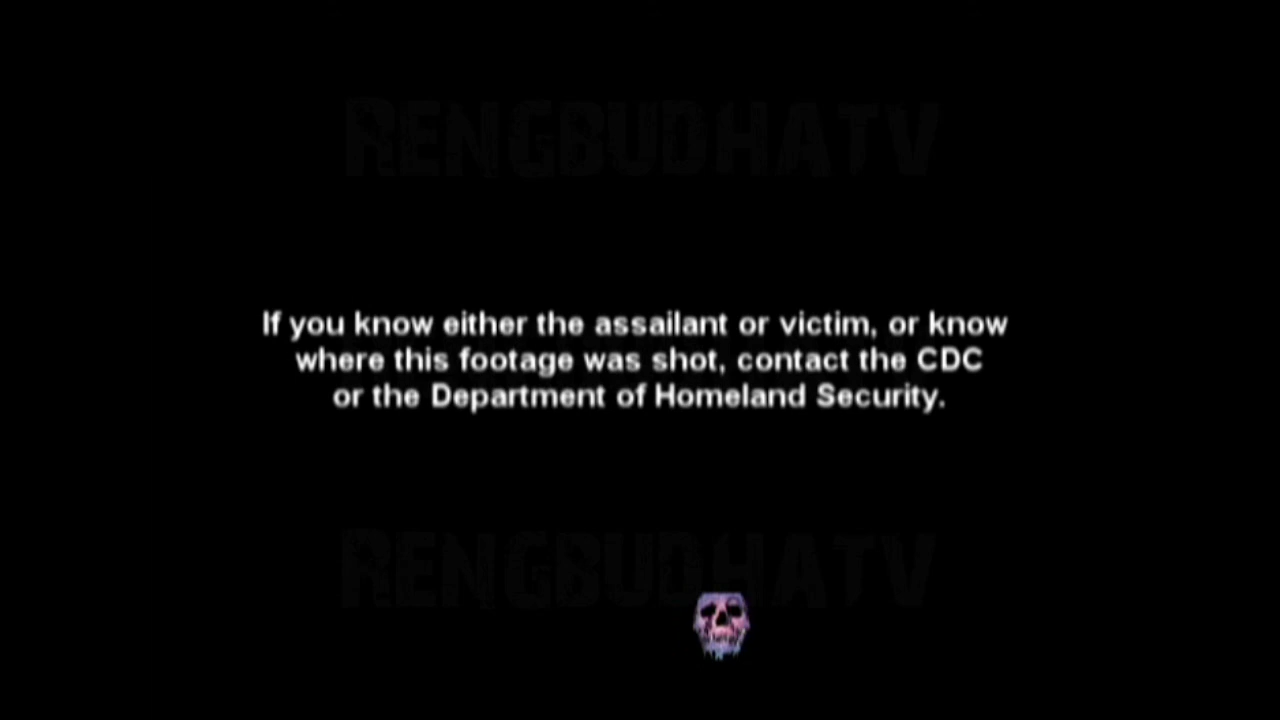 RENGBUDHATV
If you know either the assailant or victim, or know
where this footage was shot, contact the CDC
or the Department of Homeland Security.
RENGBUDHATV